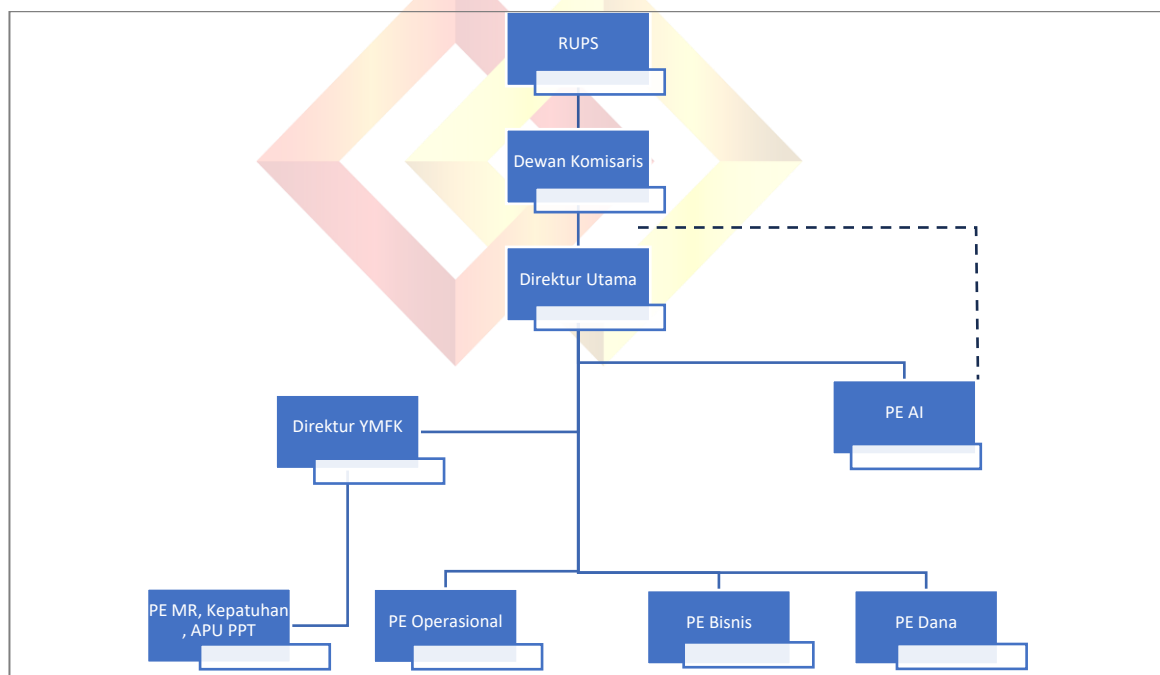 RUPS
Dewan Komisaris
Direktur Utama
PE AI
Direktur YMFK
PE MR, Kepatuhan
, APU PPT
PE Operasional
PE Bisnis
PE Dana